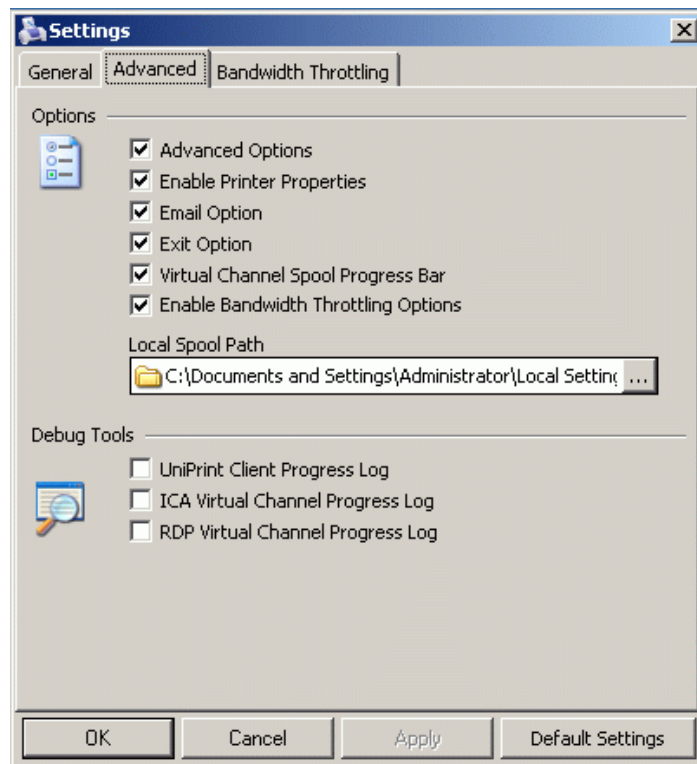 Settings
General Advanced Bandwidth Throttling
Options
Advanced Options
Enable Printer Properties
Email Option
Exit Option
Virtual Channel Spool Progress Bar
Enable Bandwidth Throttling Options
Local Spool Path
C:\Documents and Settings\Administrator\Local Setting ...
Debug Tools
UniPrint Client Progress Log
ICA Virtual Channel Progress Log
RDP Virtual Channel Progress Log
OK Cancel Apply Default Settings